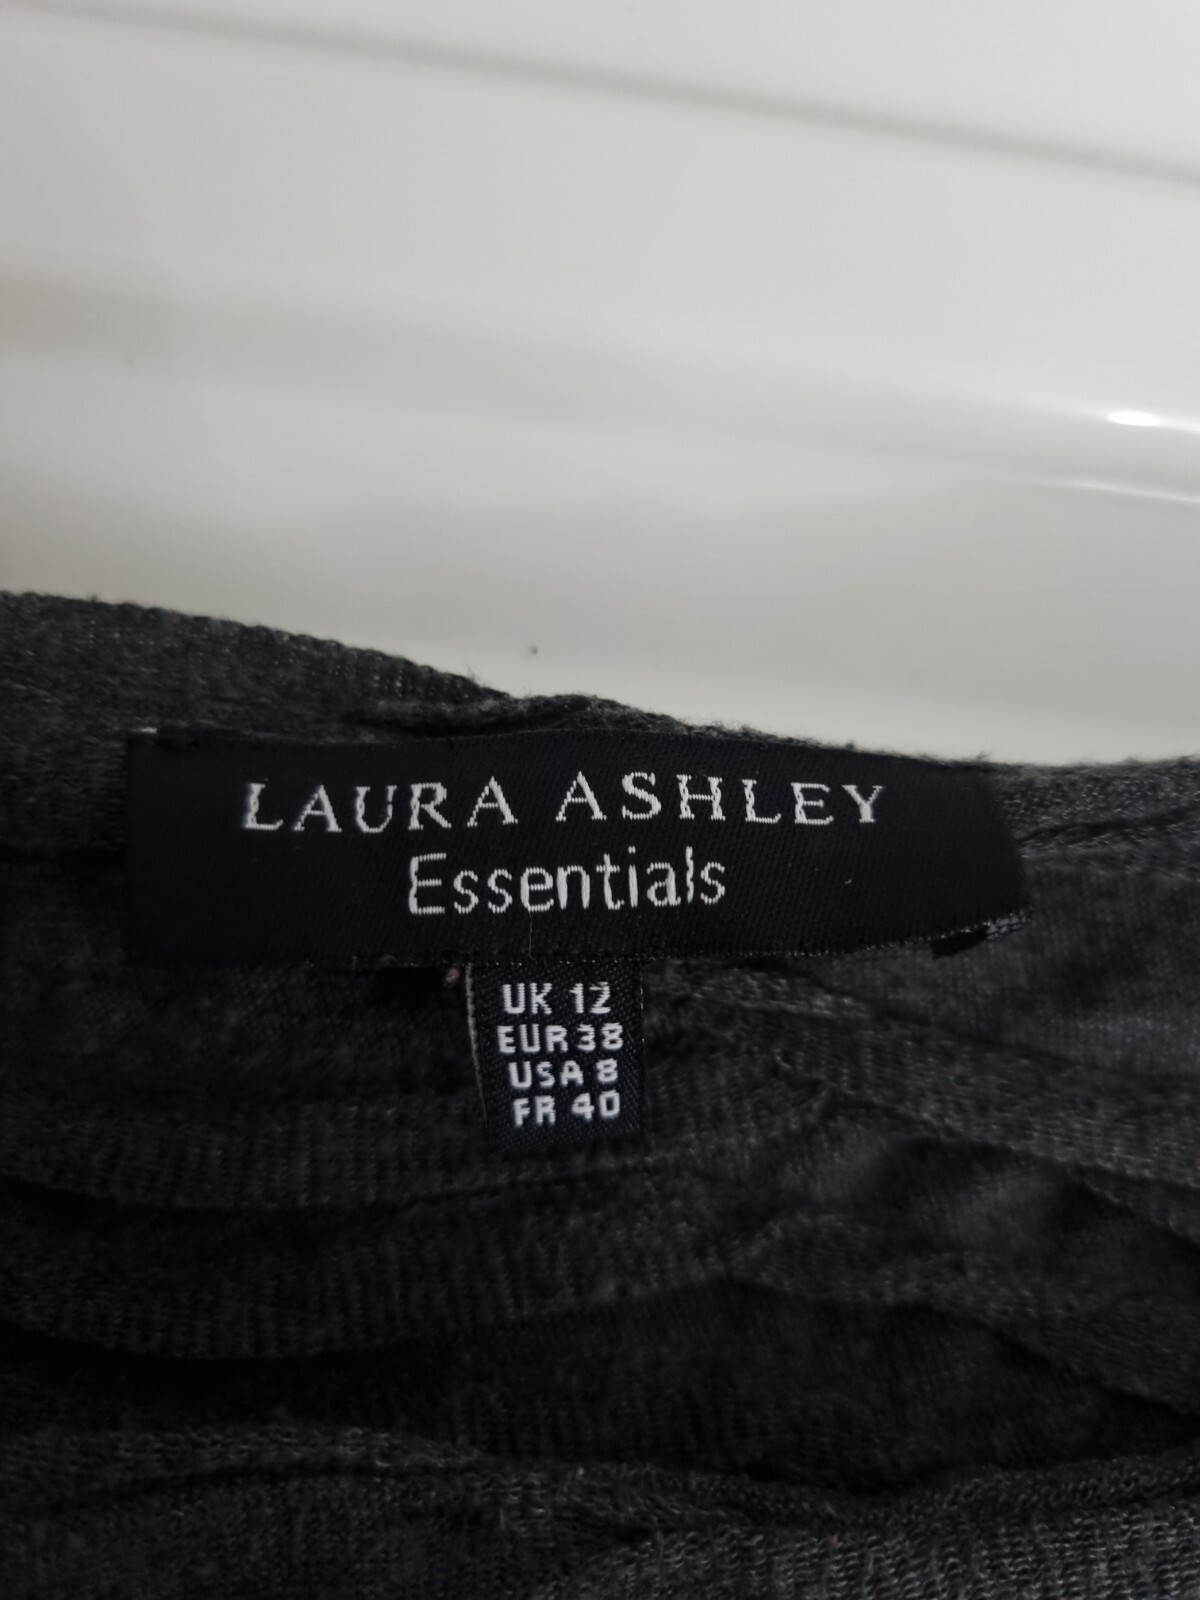 LAURA ASHLEY
Essentials
UK 12
EUR 38
USA 8
FR 40